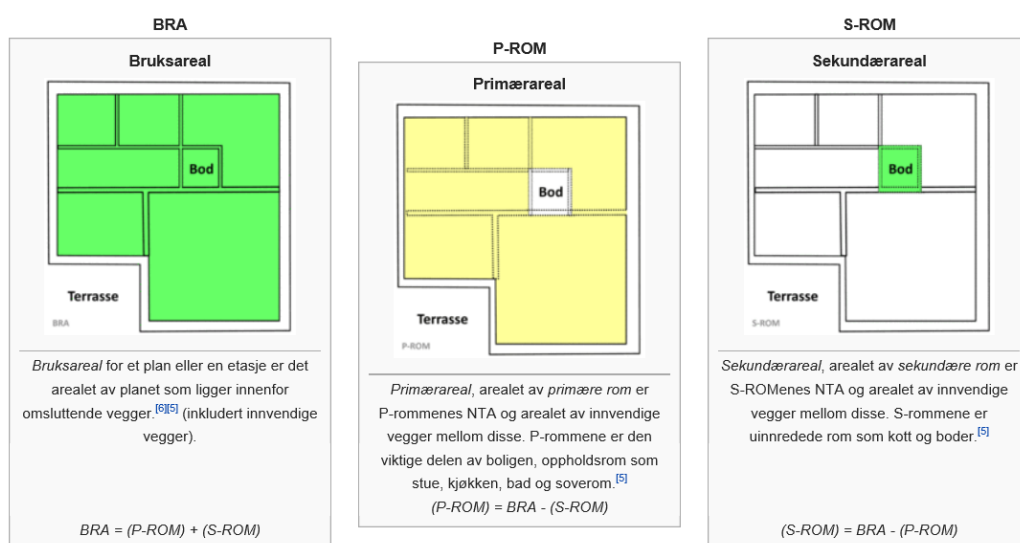 BRA
Bruksareal
Bod
Terrasse
BRA
Bruksareal for et plan eller en etasje er det
arealet av planet som ligger innenfor
omsluttende vegger.[6][5] (inkludert innvendige
vegger).
BRA = (P-ROM) + (S-ROM)
P-ROM
Primærareal
Bod
Terrasse
P-ROM
Primærareal, arealet av primære rom er
P-rommenes NTA og arealet av innvendige
vegger mellom disse. P-rommene er den
viktige delen av boligen, oppholdsrom som
stue, kjøkken, bad og soverom.[5]
(P-ROM) = BRA - (S-ROM)
S-ROM
Sekundærareal
Bod
Terrasse
S-ROM
Sekundærareal, arealet av sekundære rom er
S-ROMenes NTA og arealet av innvendige
vegger mellom disse. S-rommene er
uinnredede rom som kott og boder.[5]
(S-ROM) = BRA - (P-ROM)